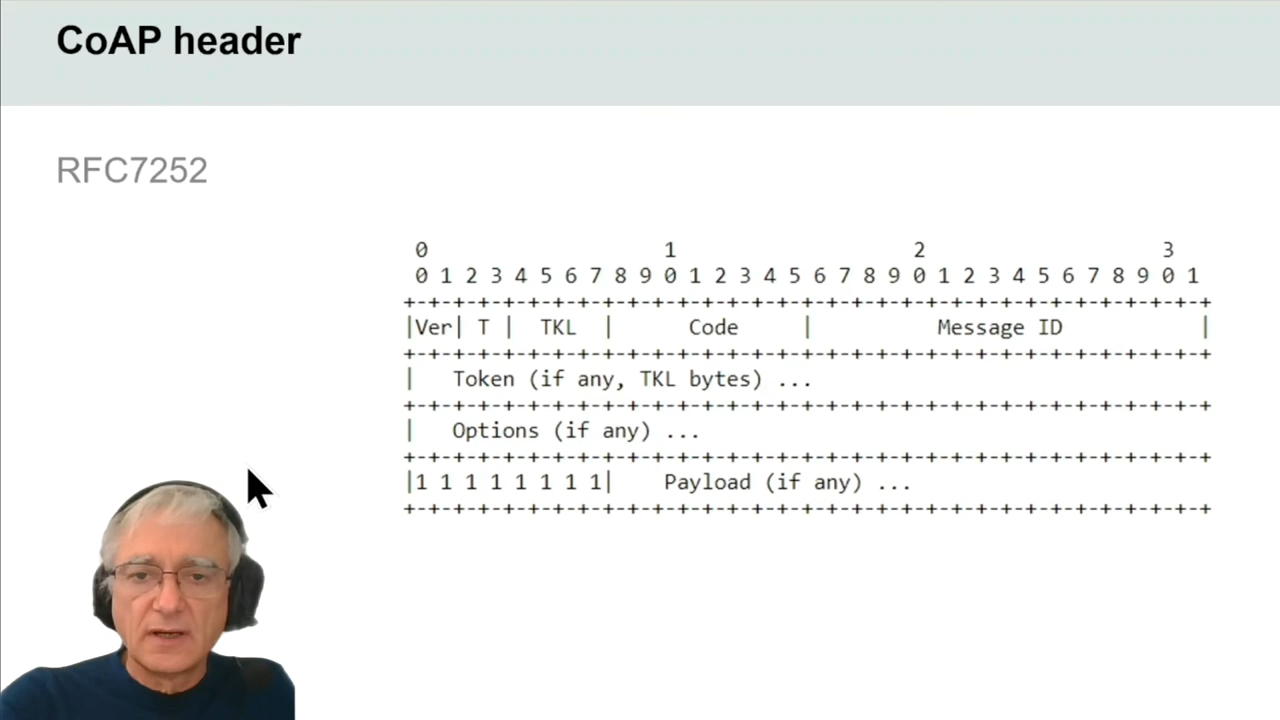 CoAP header
RFC7252
0 1 2 3
0 1 2 3 4 5 6 7 8 9 0 1 2 3 4 5 6 7 8 9 0 1 2 3 4 5 6 7 8 9 0 1
+-+-+-+-+-+-+-+-+-+-+-+-+-+-+-+-+-+-+-+-+-+-+-+-+-+-+-+-+-+-+-+-+
|Ver| T | TKL | Code | Message ID |
+-+-+-+-+-+-+-+-+-+-+-+-+-+-+-+-+-+-+-+-+-+-+-+-+-+-+-+-+-+-+-+-+
| Token (if any, TKL bytes) ...
+-+-+-+-+-+-+-+-+-+-+-+-+-+-+-+-+-+-+-+-+-+-+-+-+-+-+-+-+-+-+-+-+
| Options (if any) ...
+-+-+-+-+-+-+-+-+-+-+-+-+-+-+-+-+-+-+-+-+-+-+-+-+-+-+-+-+-+-+-+-+
|1 1 1 1 1 1 1 1| Payload (if any) ...
+-+-+-+-+-+-+-+-+-+-+-+-+-+-+-+-+-+-+-+-+-+-+-+-+-+-+-+-+-+-+-+-+